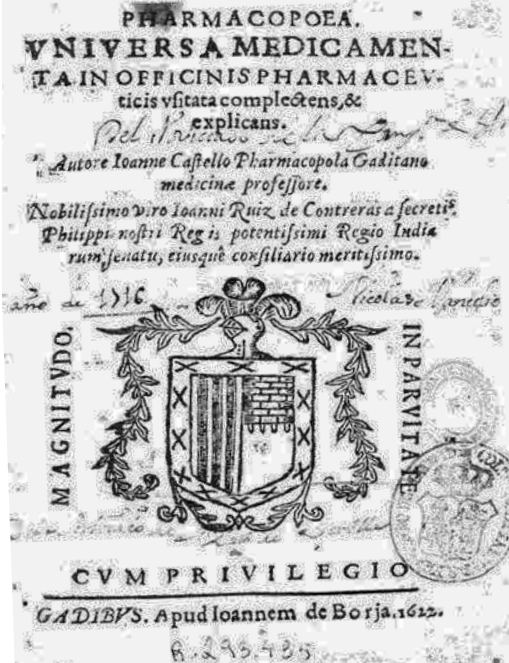 PHARMACOPOEA.
VNIVERSA MEDICAMEN-
TA IN OFFICINIS PHARMACEV-
ticis vsitata complectens, &
explicans.
Autore Ioanne Castello Pharmacopola Gaditano
medicinæ professore.
Nobilissimo viro Ioanni Ruiz de Contreras a secretis.
Philippi nostri Regis potentissimi Regio Indiarum
rum senatu, eiusquè consiliario meritissimo.
año de 1716
MAGNITVDO.
IN PARVITATE
CVM PRIVILEGIO
GADIBVS. Apud Ioannem de Borja. 1622.
R. 293.435